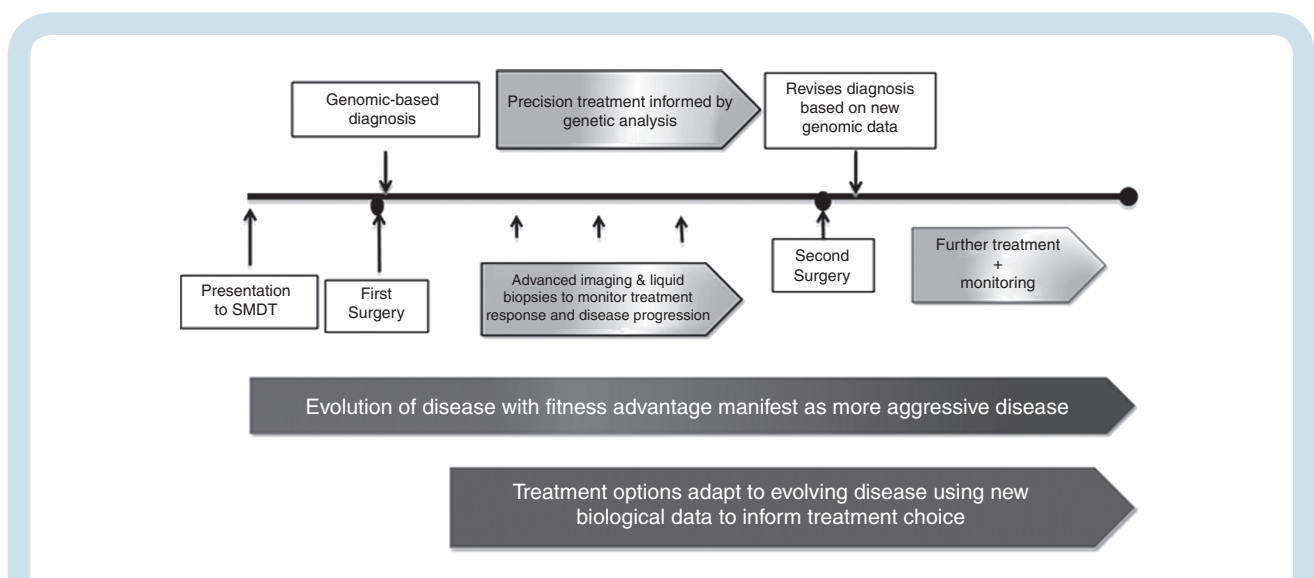 Genomic-based
diagnosis
Precision treatment informed by
genetic analysis
Revises diagnosis
based on new
genomic data
Presentation
to SMDT
First
Surgery
Advanced imaging & liquid
biopsies to monitor treatment
response and disease progression
Second
Surgery
Further treatment
+
monitoring
Evolution of disease with fitness advantage manifest as more aggressive disease
Treatment options adapt to evolving disease using new
biological data to inform treatment choice